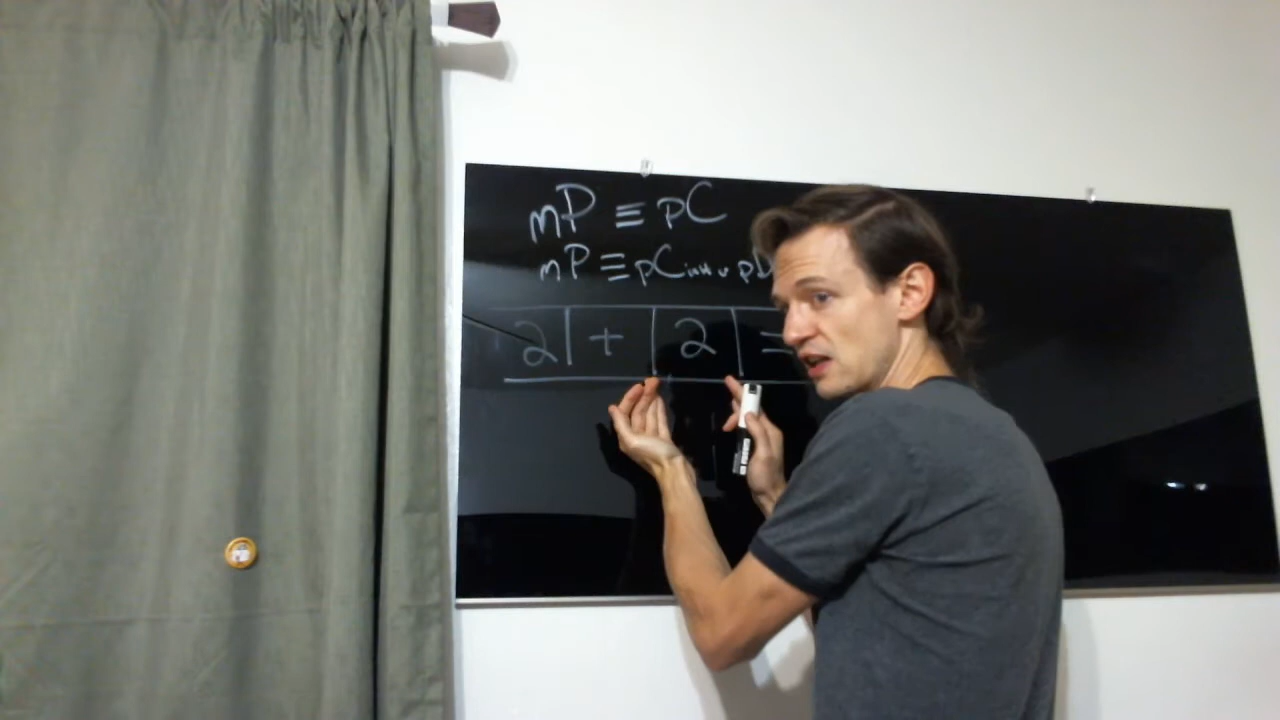 mP ≡ pC
mP ≡ pC
2 | + | 2 | =